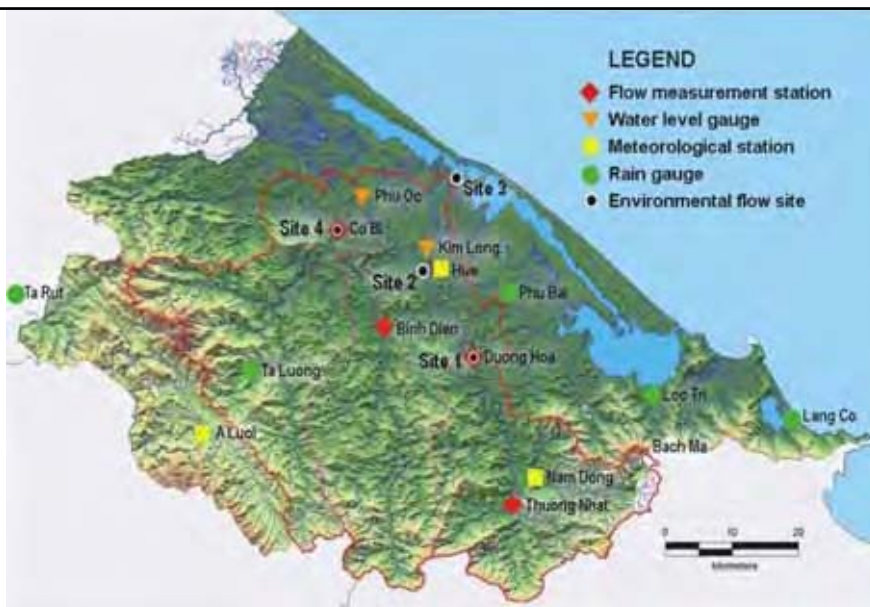 LEGEND
Flow measurement station
Water level gauge
Meteorological station
Rain gauge
Environmental flow site
Site 3
Phu Oc
Site 4
Co Bi
Kim Long
Site 2
Hue
Ta Rut
Phu Bai
Binh Dien
Site 1
Duong Hoa
Ta Luong
Loc Tri
Lang Co
A Luoi
Bach Ma
Nam Dong
Thuong Nhat
0 10 20
kilometers